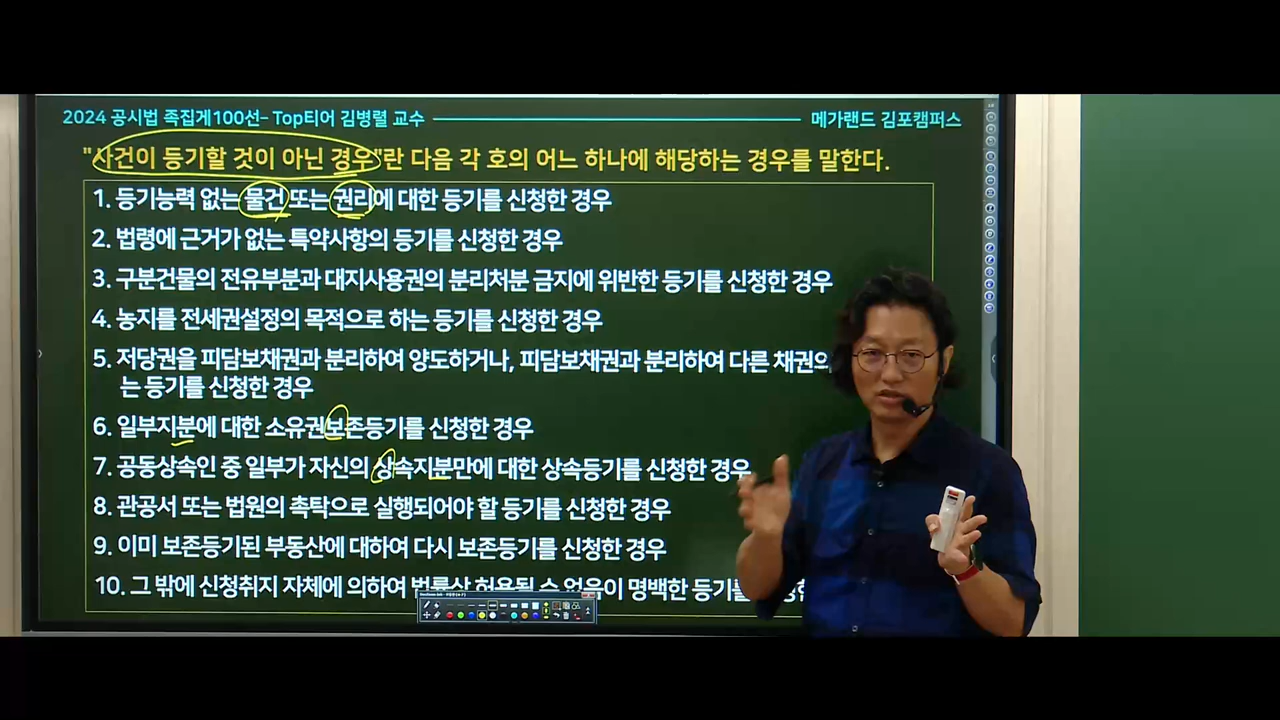 2024 공시법 족집게100선– Top티어 김병렬 교수
메가랜드 김포캠퍼스
"사건이 등기할 것이 아닌 경우"란 다음 각 호의 어느 하나에 해당하는 경우를 말한다.
1. 등기능력 없는 물건 또는 권리에 대한 등기를 신청한 경우
2. 법령에 근거가 없는 특약사항의 등기를 신청한 경우
3. 구분건물의 전유부분과 대지사용권의 분리처분 금지에 위반한 등기를 신청한 경우
4. 농지를 전세권설정의 목적으로 하는 등기를 신청한 경우
5. 저당권을 피담보채권과 분리하여 양도하거나, 피담보채권과 분리하여 다른 채권의
는 등기를 신청한 경우
6. 일부지분에 대한 소유권보존등기를 신청한 경우
7. 공동상속인 중 일부가 자신의 상속지분만에 대한 상속등기를 신청한 경우
8. 관공서 또는 법원의 촉탁으로 실행되어야 할 등기를 신청한 경우
9. 이미 보존등기된 부동산에 대하여 다시 보존등기를 신청한 경우
10. 그 밖에 신청취지 자체에 의하여 법률상 허용될 수 없음이 명백한 등기를